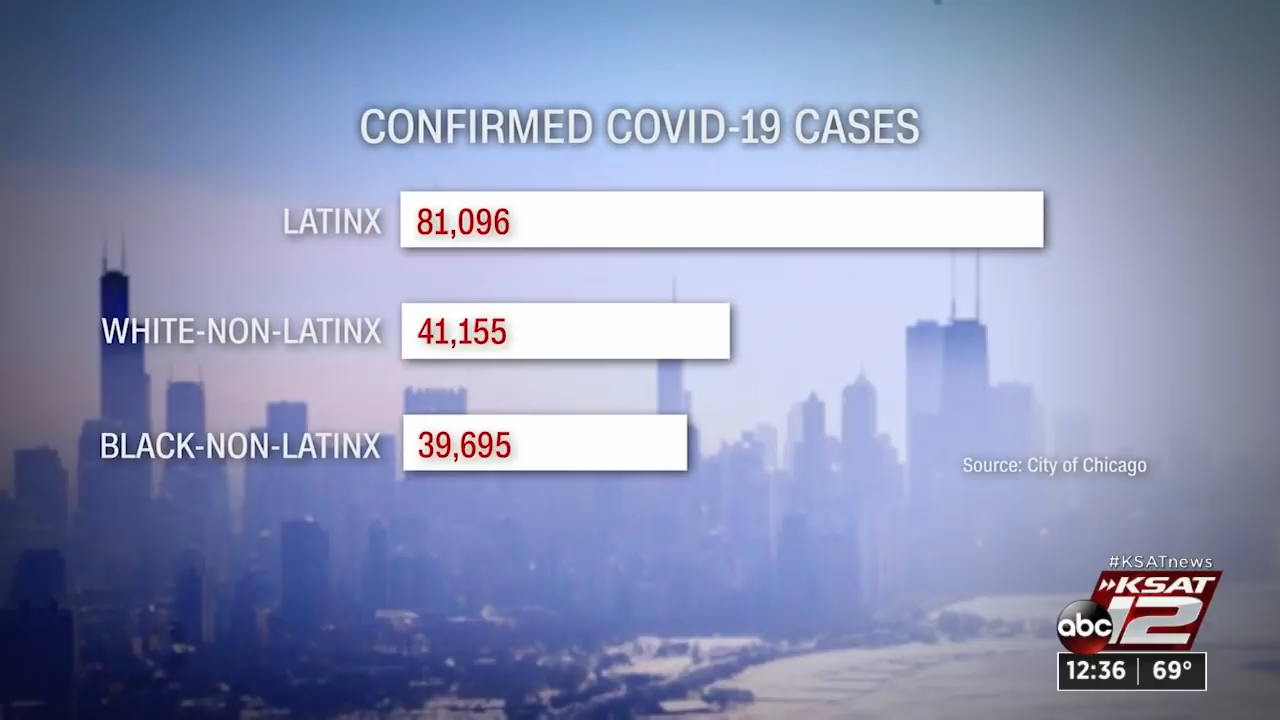 CONFIRMED COVID-19 CASES
LATINX 81,096
WHITE-NON-LATINX 41,155
BLACK-NON-LATINX 39,695
Source: City of Chicago
#KSATnews
KSAT
abc 12
12:36 69°